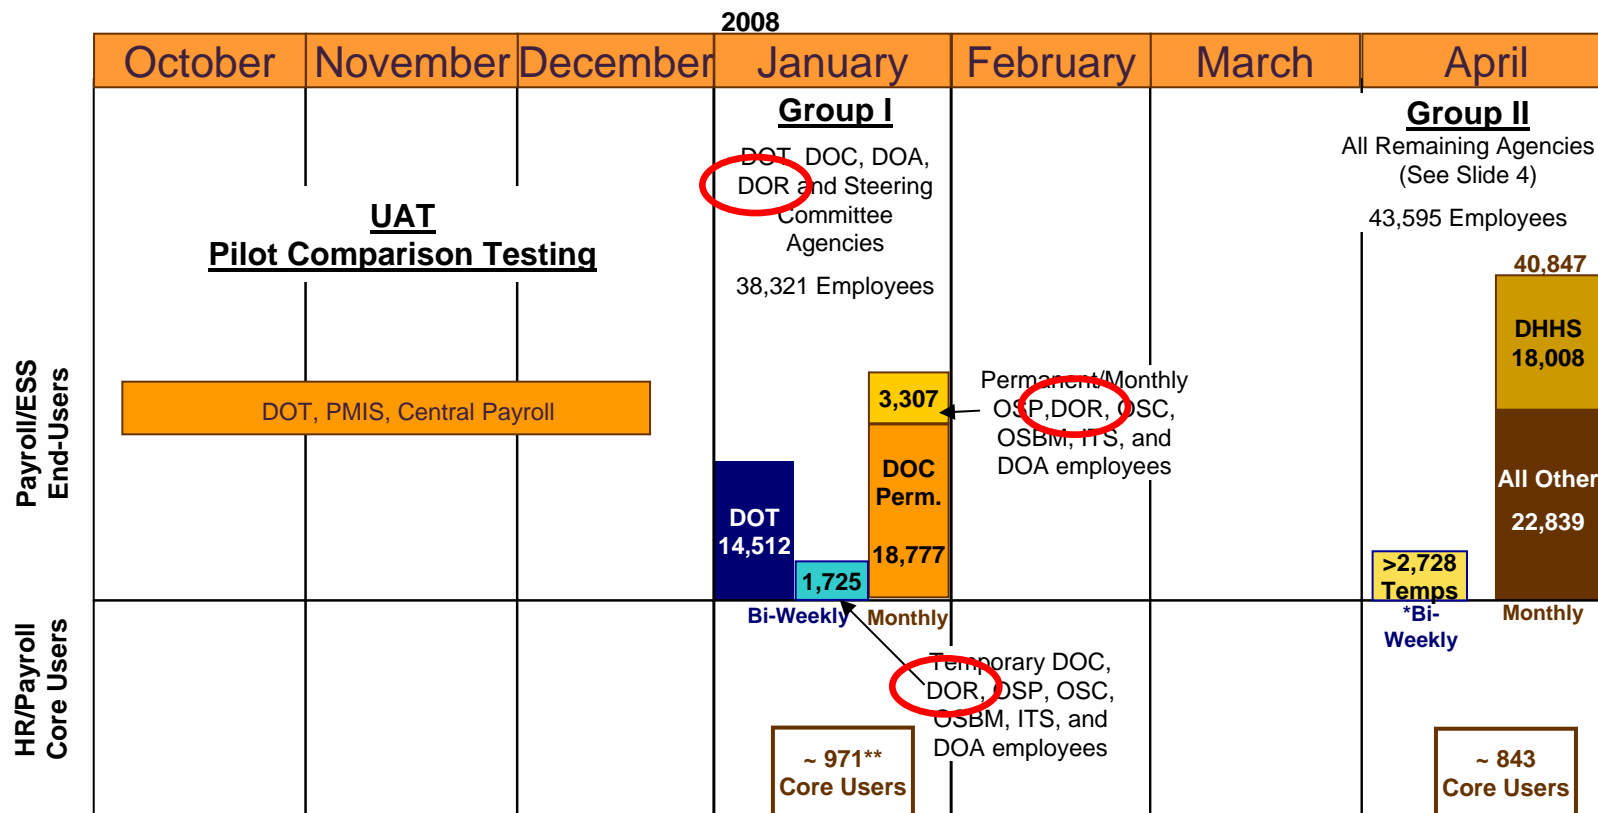 2008
October November December January February March April
Group I
DOT, DOC, DOA,
DOR and Steering
Committee
Agencies
38,321 Employees
Group II
All Remaining Agencies
(See Slide 4)
43,595 Employees
UAT
Pilot Comparison Testing
Payroll/ESS
End-Users
DOT, PMIS, Central Payroll
DOT
14,512
1,725
3,307
DOC
Perm.
18,777
Permanent/Monthly
OSP,DOR, OSC,
OSBM, ITS, and
DOA employees
40,847
DHHS
18,008
All Other
22,839
>2,728
Temps
Bi-Weekly
Monthly
*Bi-
Weekly
Monthly
HR/Payroll
Core Users
Temporary DOC,
DOR, OSP, OSC,
OSBM, ITS, and
DOA employees
~ 971**
Core Users
~ 843
Core Users